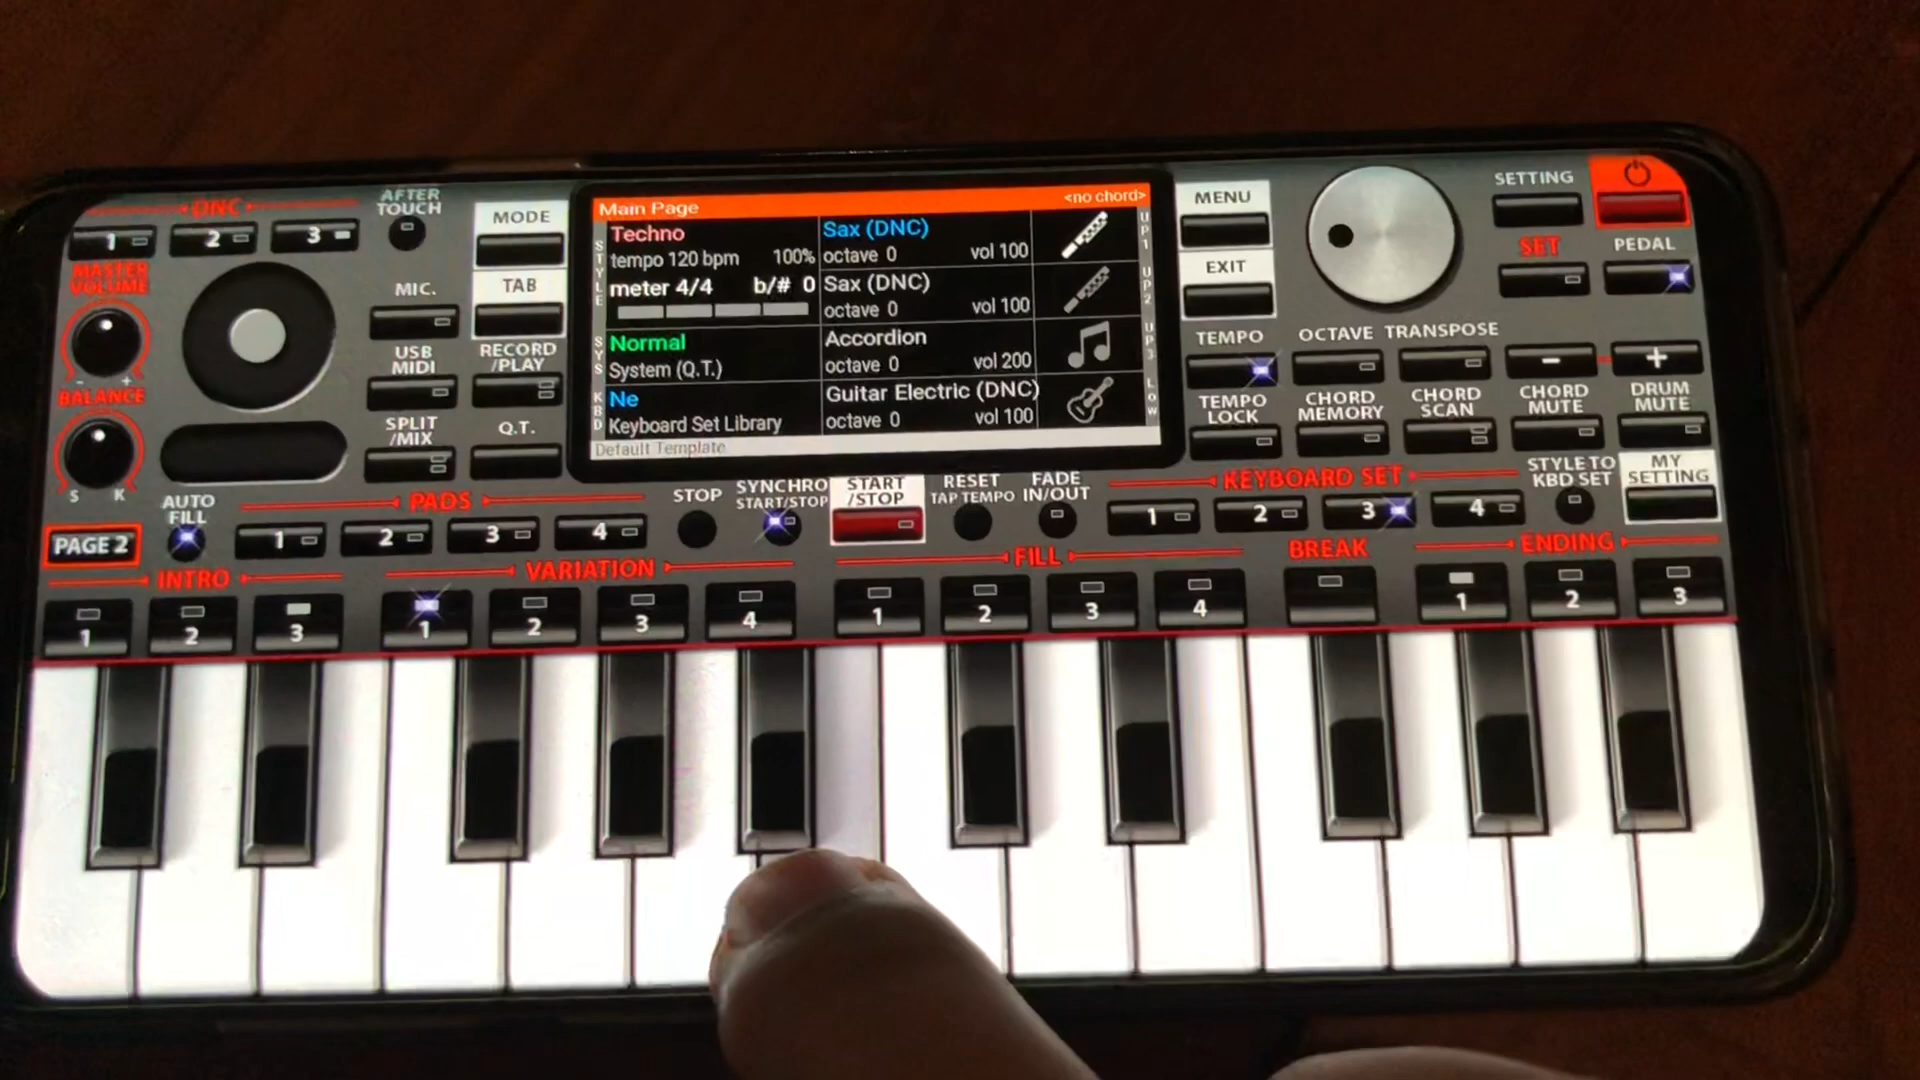 DNC
1 2 3
AFTER
TOUCH
MODE
TAB
MASTER
VOLUME
- +
BALANCE
S K
MIC.
USB
MIDI
RECORD
/PLAY
SPLIT
/MIX
Q.T.
Main Page <no chord>
STYLE
SYS
KBD
Techno
tempo 120 bpm 100%
meter 4/4 b/# 0
Normal
System (Q.T.)
Ne
Keyboard Set Library
Default Template
Sax (DNC)
octave 0 vol 100
Sax (DNC)
octave 0 vol 100
Accordion
octave 0 vol 200
Guitar Electric (DNC)
octave 0 vol 100
UP1
UP2
UP3
LOW
MENU
EXIT
SETTING
SET
PEDAL
TEMPO
OCTAVE TRANSPOSE
- +
TEMPO
LOCK
CHORD
MEMORY
CHORD
SCAN
CHORD
MUTE
DRUM
MUTE
AUTO
FILL
PADS
1 2 3 4
STOP
SYNCHRO
START/STOP
START
/STOP
RESET
TAP TEMPO
FADE
IN/OUT
KEYBOARD SET
1 2 3 4
STYLE TO
KBD SET
MY
SETTING
PAGE 2
INTRO
1 2 3
VARIATION
1 2 3 4
FILL
1 2 3 4
BREAK
ENDING
1 2 3